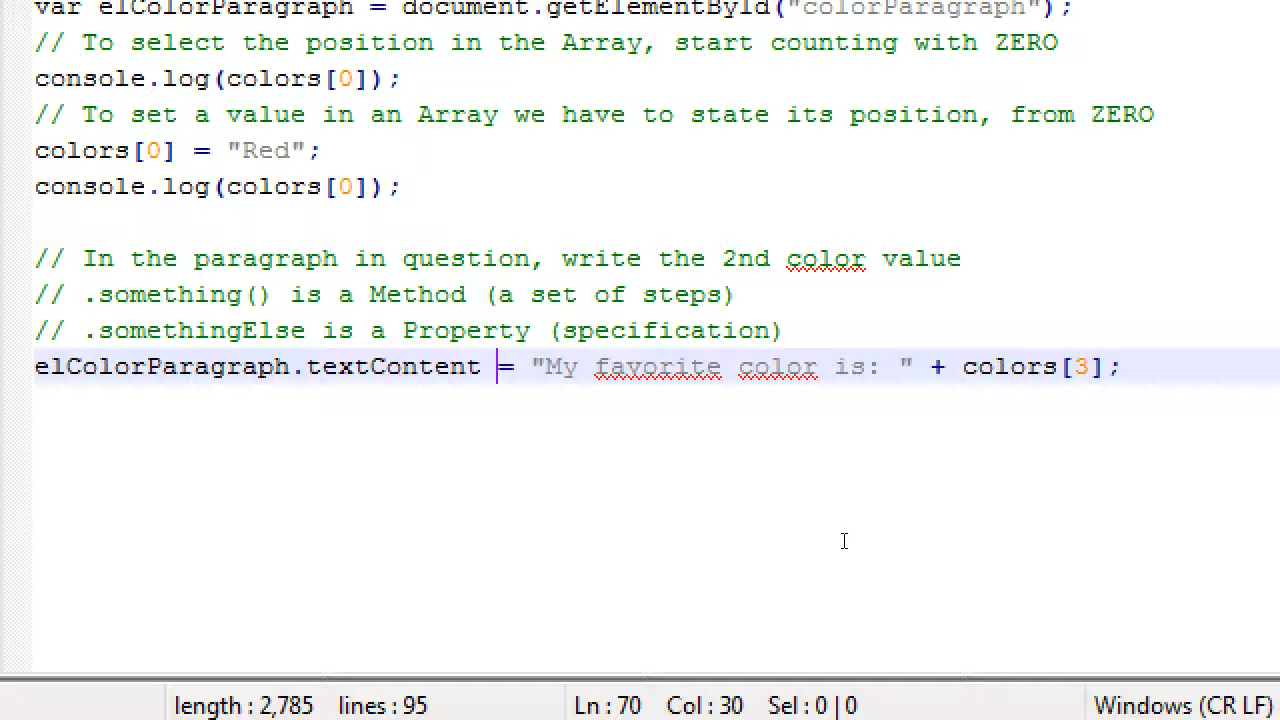 var elColorParagraph = document.getElementById("colorParagraph");
// To select the position in the Array, start counting with ZERO
console.log(colors[0]);
// To set a value in an Array we have to state its position, from ZERO
colors[0] = "Red";
console.log(colors[0]);
// In the paragraph in question, write the 2nd color value
// .something() is a Method (a set of steps)
// .somethingElse is a Property (specification)
elColorParagraph.textContent = "My favorite color is: " + colors[3];
length : 2,785 lines : 95 Ln : 70 Col : 30 Sel : 0 | 0 Windows (CR LF)